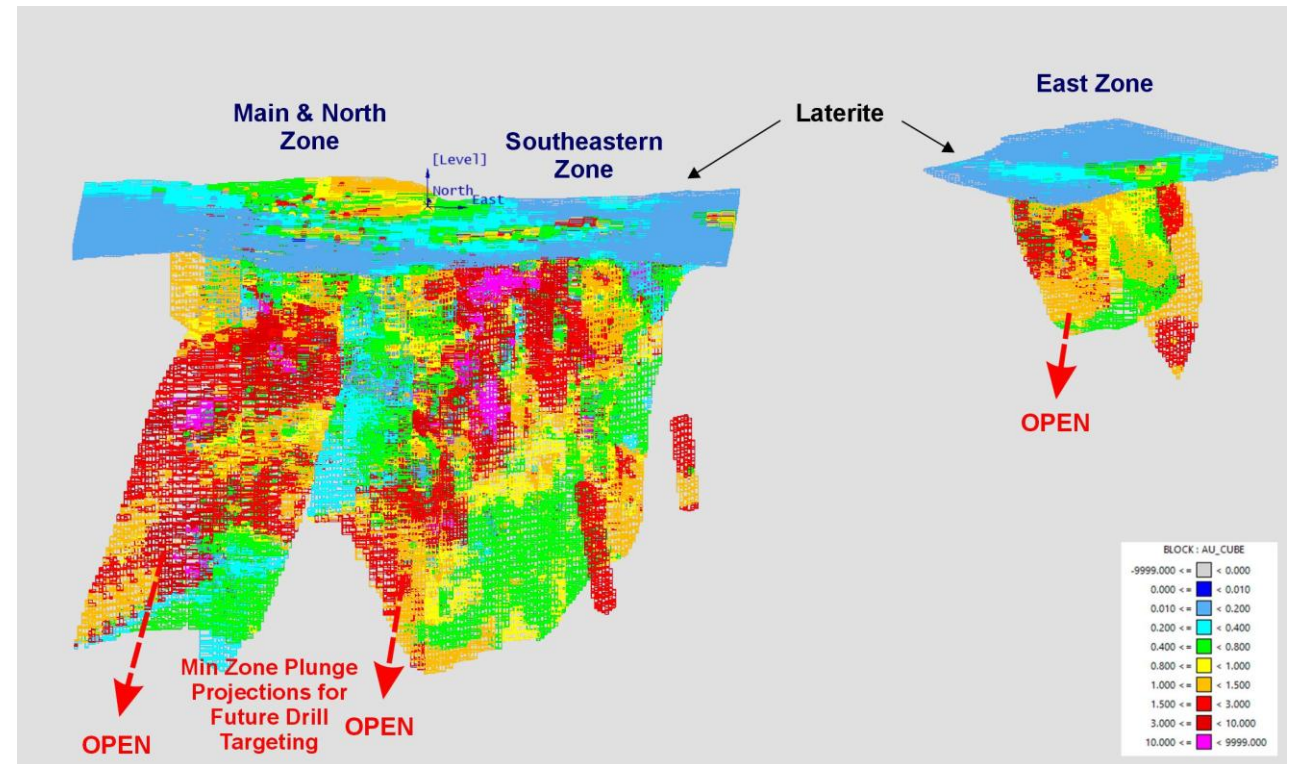 East Zone
Main & North
Zone
Laterite
Southeastern
Zone
[Level]
North
East
OPEN
Min Zone Plunge
Projections for
Future Drill
Targeting
OPEN
OPEN
BLOCK : AU_CUBE
-9999.000 <= < 0.000
0.000 <= < 0.010
0.010 <= < 0.200
0.200 <= < 0.400
0.400 <= < 0.800
0.800 <= < 1.000
1.000 <= < 1.500
1.500 <= < 3.000
3.000 <= < 10.000
10.000 <= < 9999.000